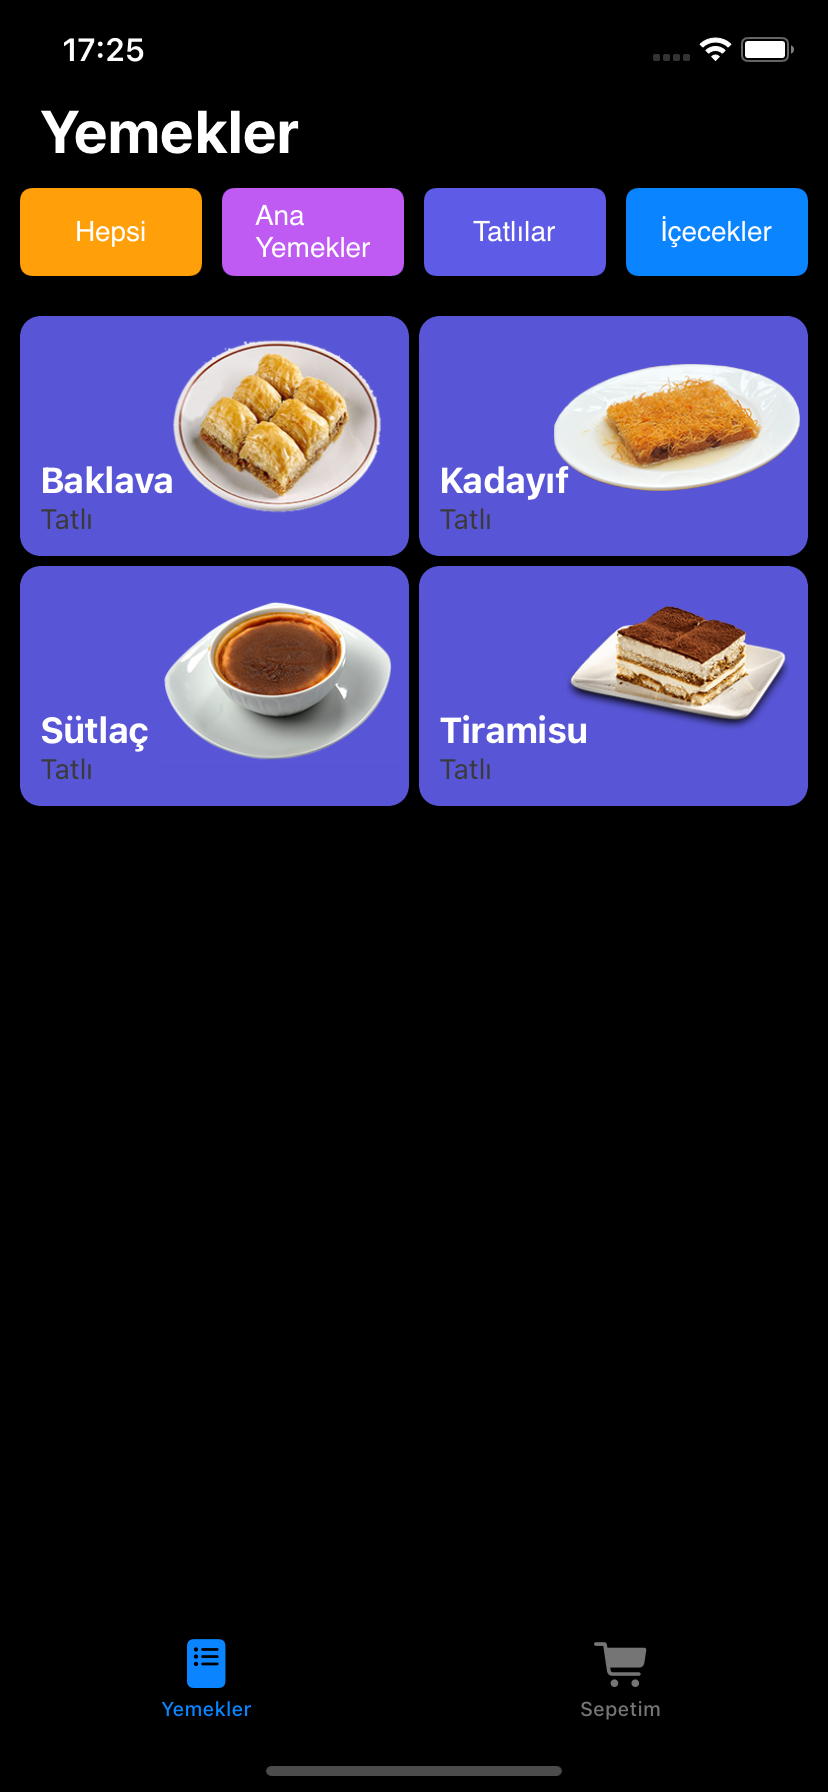 17:25
Yemekler
Hepsi
Ana
Yemekler
Tatlılar
İçecekler
Baklava
Tatlı
Kadayıf
Tatlı
Sütlaç
Tatlı
Tiramisu
Tatlı
Yemekler
Sepetim